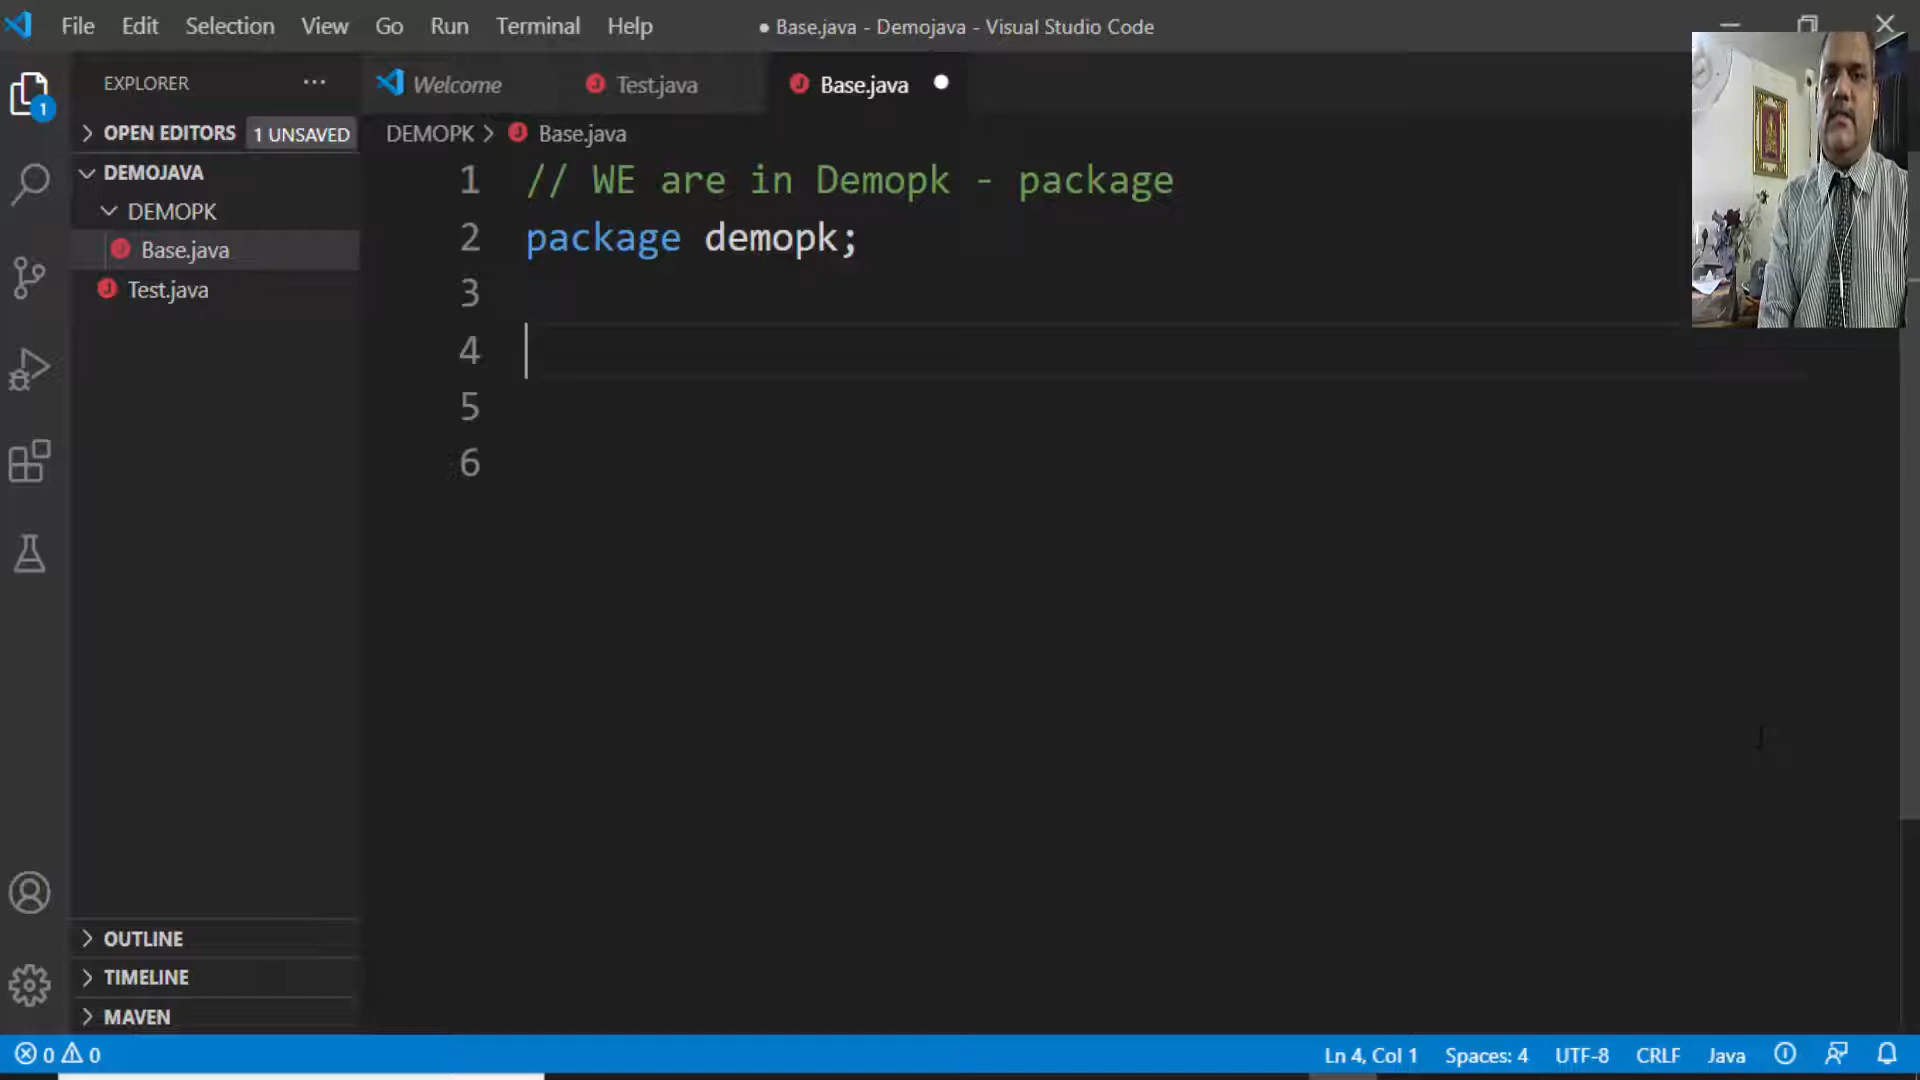 File Edit Selection View Go Run Terminal Help
● Base.java - Demojava - Visual Studio Code
EXPLORER ···
Welcome
Test.java
Base.java
OPEN EDITORS 1 UNSAVED
DEMOPK > Base.java
DEMOJAVA
DEMOPK
Base.java
Test.java
1 // WE are in Demopk - package
2 package demopk;
3
4
5
6
1
OUTLINE
TIMELINE
MAVEN
0 0
Ln 4, Col 1 Spaces: 4 UTF-8 CRLF Java